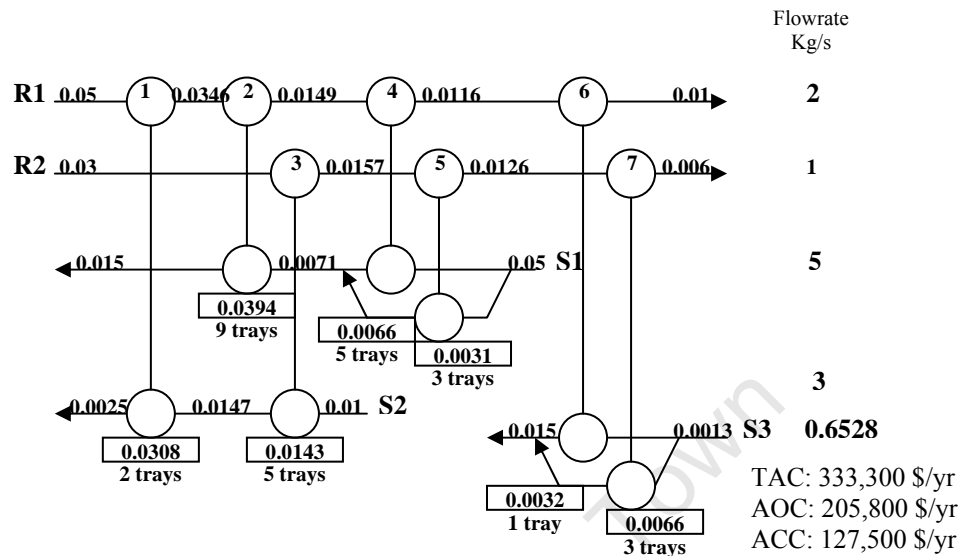 Flowrate
Kg/s
R1 0.05 1 0.0346 2 0.0149 4 0.0116 6 0.01 2
R2 0.03 3 0.0157 5 0.0126 7 0.006 1
0.015 0.0071 0.05 S1 5
0.0394
9 trays
0.0066
5 trays
0.0031
3 trays
3
0.0025 0.0147 0.01 S2
0.015 0.0013 S3 0.6528
0.0308
2 trays
0.0143
5 trays
0.0032
1 tray
0.0066
3 trays
TAC: 333,300 $/yr
AOC: 205,800 $/yr
ACC: 127,500 $/yr
Town